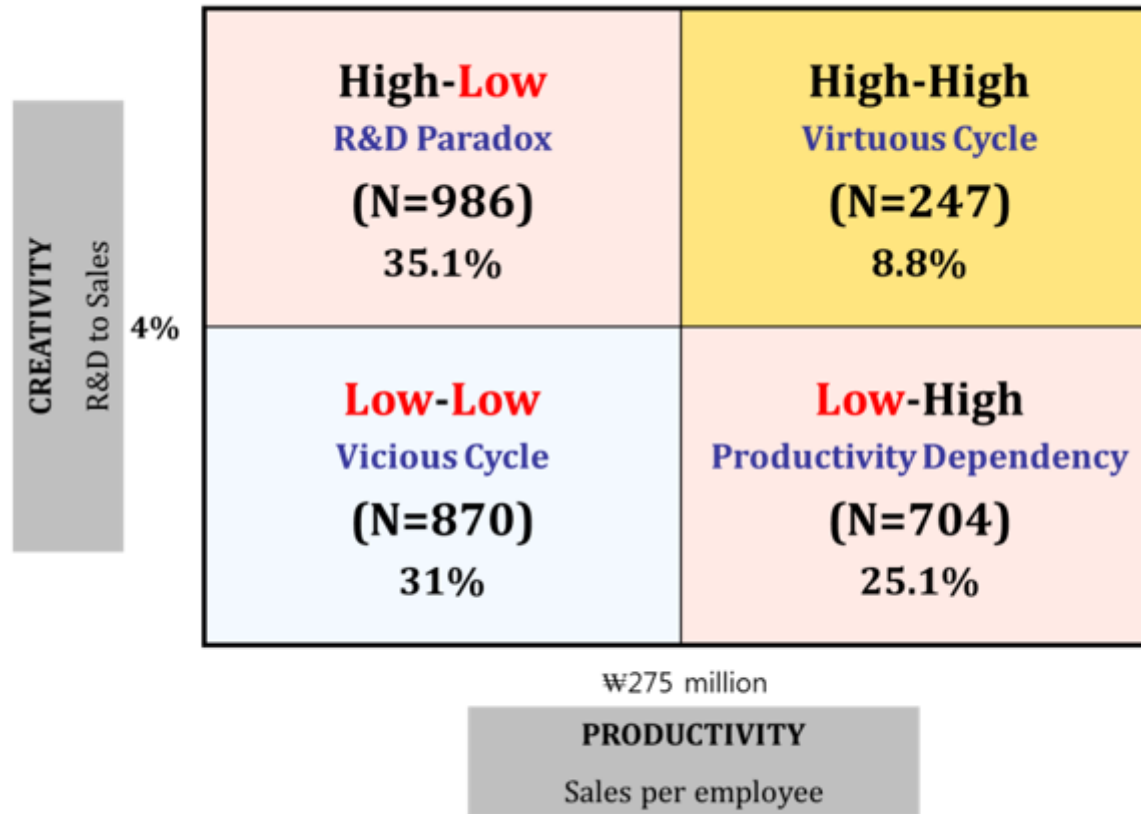 High-Low
R&D Paradox
(N=986)
35.1%
High-High
Virtuous Cycle
(N=247)
8.8%
CREATIVITY
R&D to Sales
4%
Low-Low
Vicious Cycle
(N=870)
31%
Low-High
Productivity Dependency
(N=704)
25.1%
₩275 million
PRODUCTIVITY
Sales per employee